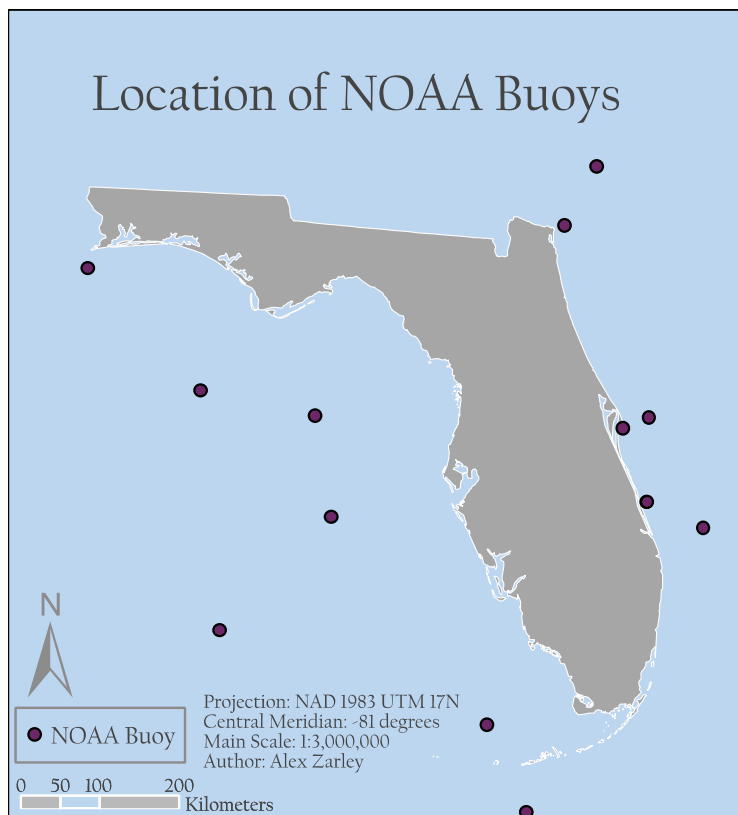 Location of NOAA Buoys
N
Projection: NAD 1983 UTM 17N
Central Meridian: -81 degrees
Main Scale: 1:3,000,000
Author: Alex Zarley
NOAA Buoy
0 50 100 200
Kilometers